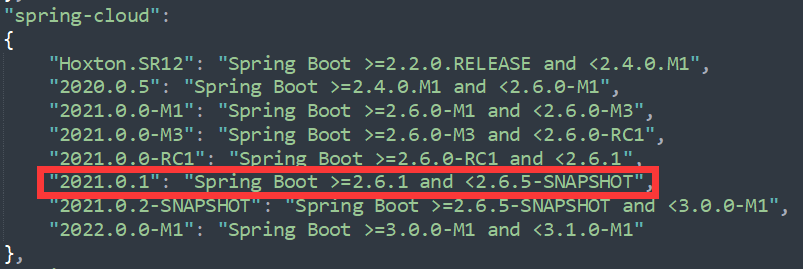 "spring-cloud":
{
"Hoxton.SR12": "Spring Boot >=2.2.0.RELEASE and <2.4.0.M1",
"2020.0.5": "Spring Boot >=2.4.0.M1 and <2.6.0-M1",
"2021.0.0-M1": "Spring Boot >=2.6.0-M1 and <2.6.0-M3",
"2021.0.0-M3": "Spring Boot >=2.6.0-M3 and <2.6.0-RC1",
"2021.0.0-RC1": "Spring Boot >=2.6.0-RC1 and <2.6.1",
"2021.0.1": "Spring Boot >=2.6.1 and <2.6.5-SNAPSHOT",
"2021.0.2-SNAPSHOT": "Spring Boot >=2.6.5-SNAPSHOT and <3.0.0-M1",
"2022.0.0-M1": "Spring Boot >=3.0.0-M1 and <3.1.0-M1"
},